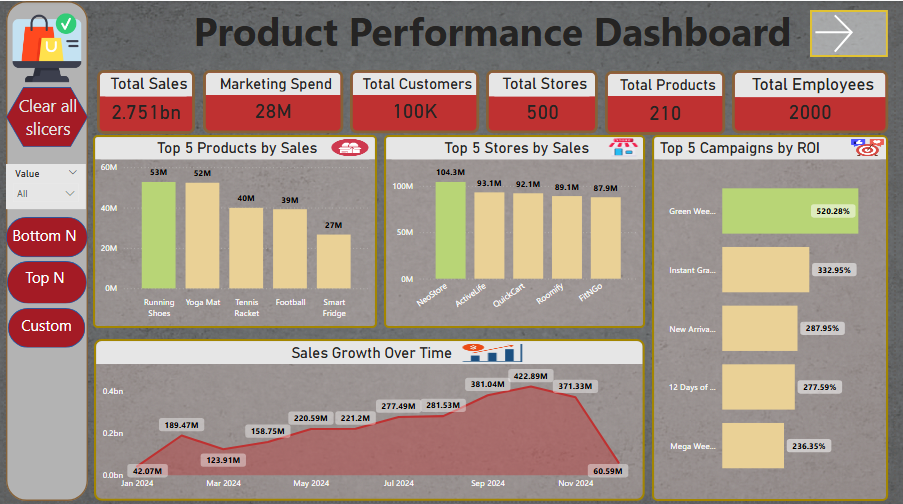 Product Performance Dashboard
Clear all
slicers
Value
All
Bottom N
Top N
Custom
Total Sales
2.751bn
Marketing Spend
28M
Total Customers
100K
Total Stores
500
Total Products
210
Total Employees
2000
Top 5 Products by Sales
60M
40M
20M
0M
53M
52M
40M
39M
27M
Running
Shoes
Yoga Mat
Tennis
Racket
Football
Smart
Fridge
Top 5 Stores by Sales
100M
50M
0M
104.3M
93.1M
92.1M
89.1M
87.9M
NeoStore
ActiveLife
QuickCart
Roomify
FitNGo
Top 5 Campaigns by ROI
Green Wee...
520.28%
Instant Gra...
332.95%
New Arriva...
287.95%
12 Days of ...
277.59%
Mega Wee...
236.35%
Sales Growth Over Time
0.4bn
0.2bn
0.0bn
42.07M
189.47M
123.91M
158.75M
220.59M
221.2M
277.49M
281.53M
381.04M
422.89M
371.33M
60.59M
Jan 2024
Mar 2024
May 2024
Jul 2024
Sep 2024
Nov 2024